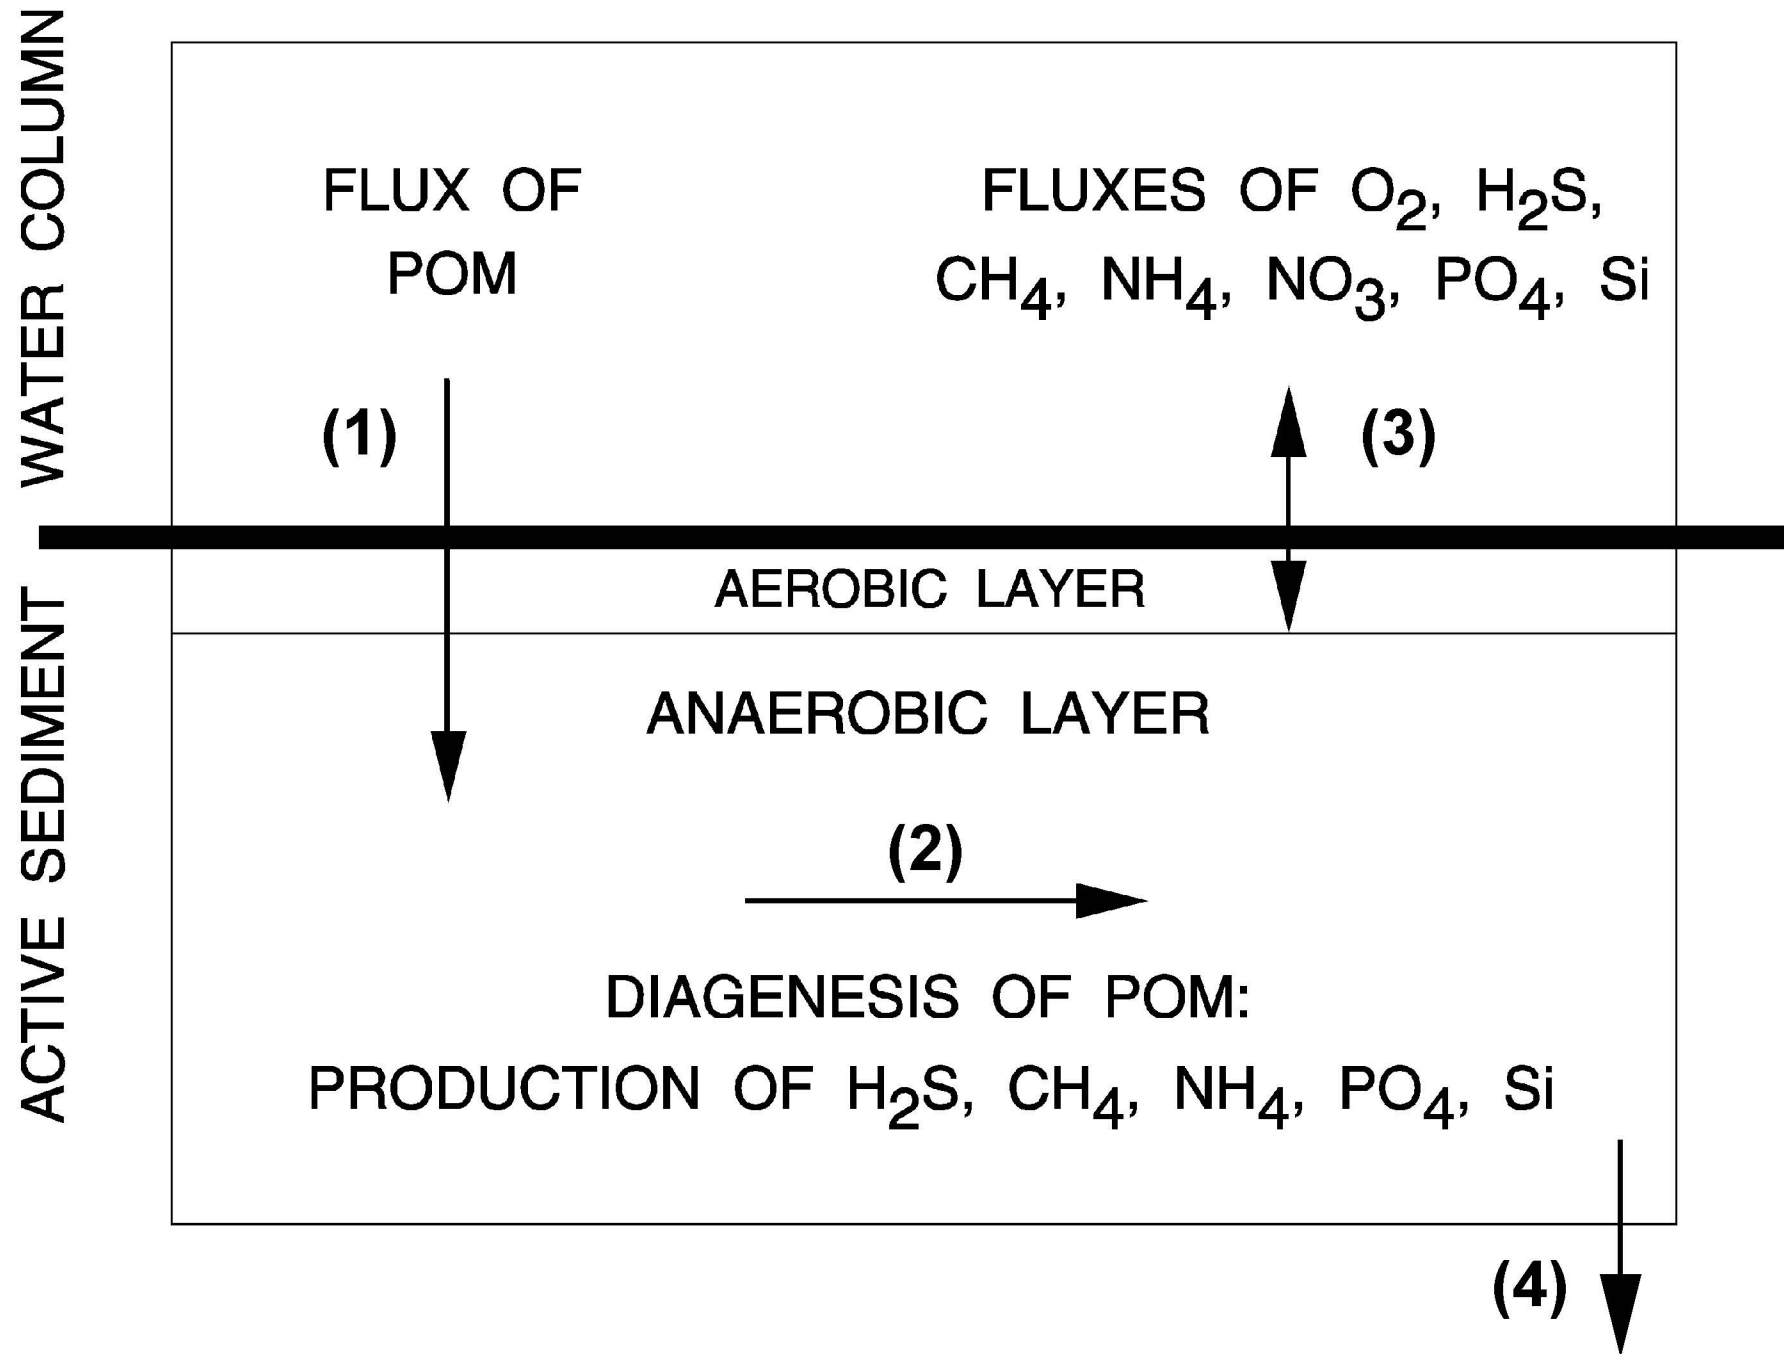 WATER COLUMN
FLUX OF
POM
FLUXES OF O2, H2S,
CH4, NH4, NO3, PO4, Si
(1)
(3)
ACTIVE SEDIMENT
AEROBIC LAYER
ANAEROBIC LAYER
(2)
DIAGENESIS OF POM:
PRODUCTION OF H2S, CH4, NH4, PO4, Si
(4)